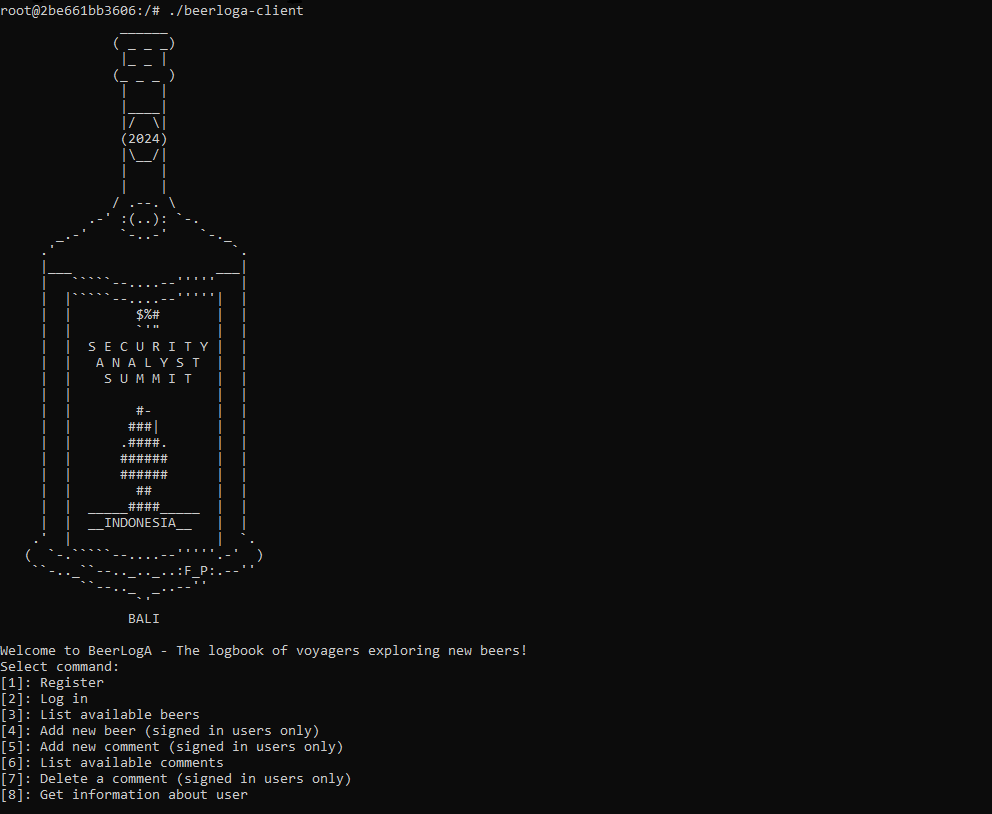 root@2be661bb3606:/# ./beerloga-client
(2024)
$%#
S E C U R I T Y
A N A L Y S T
S U M M I T
__INDONESIA__
:F_P:
BALI
Welcome to BeerLogA - The logbook of voyagers exploring new beers!
Select command:
[1]: Register
[2]: Log in
[3]: List available beers
[4]: Add new beer (signed in users only)
[5]: Add new comment (signed in users only)
[6]: List available comments
[7]: Delete a comment (signed in users only)
[8]: Get information about user